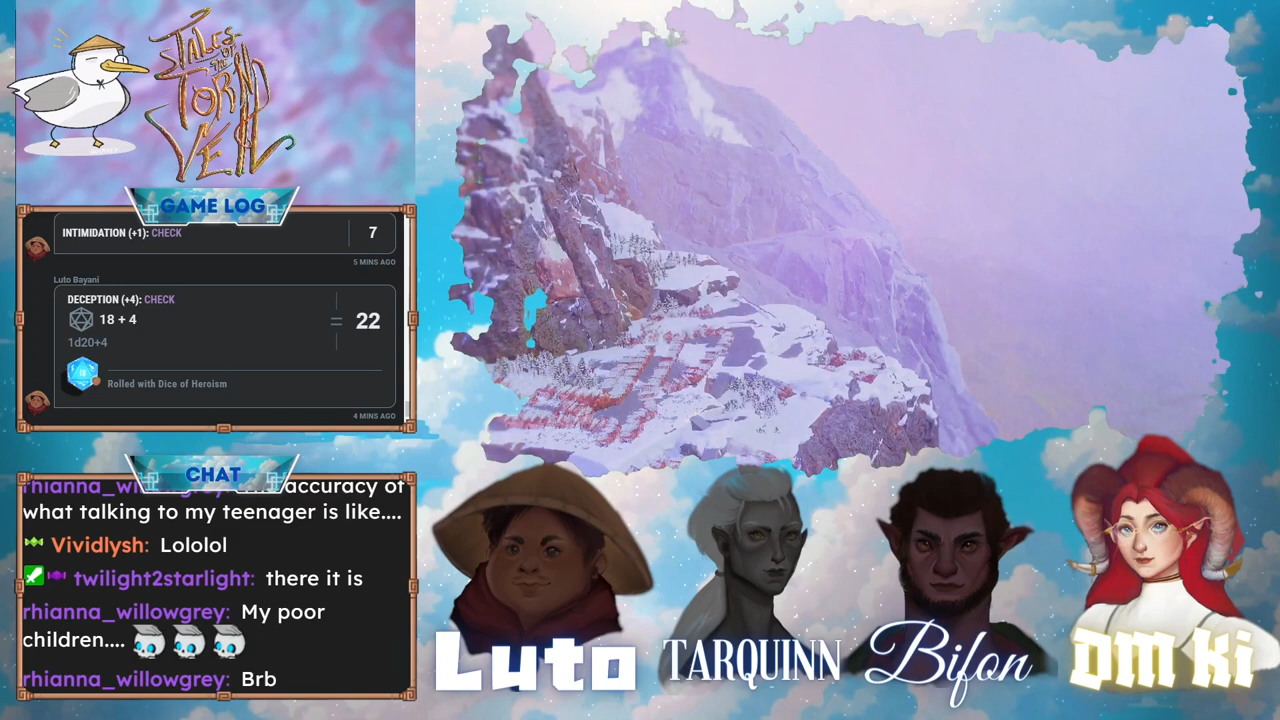 TALES
OF
THE
TORN
VEIL
GAME LOG
INTIMIDATION (+1): CHECK
7
5 MINS AGO
Luto Bayani
DECEPTION (+4): CHECK
18 + 4
= 22
1d20+4
Rolled with Dice of Heroism
4 MINS AGO
CHAT
accuracy of
what talking to my teenager is like....
Vividlysh: Lololol
twilight2starlight: there it is
rhianna_willowgrey: My poor
children....
rhianna_willowgrey: Brb
Luto
TARQUINN
Bifon
DM Ki